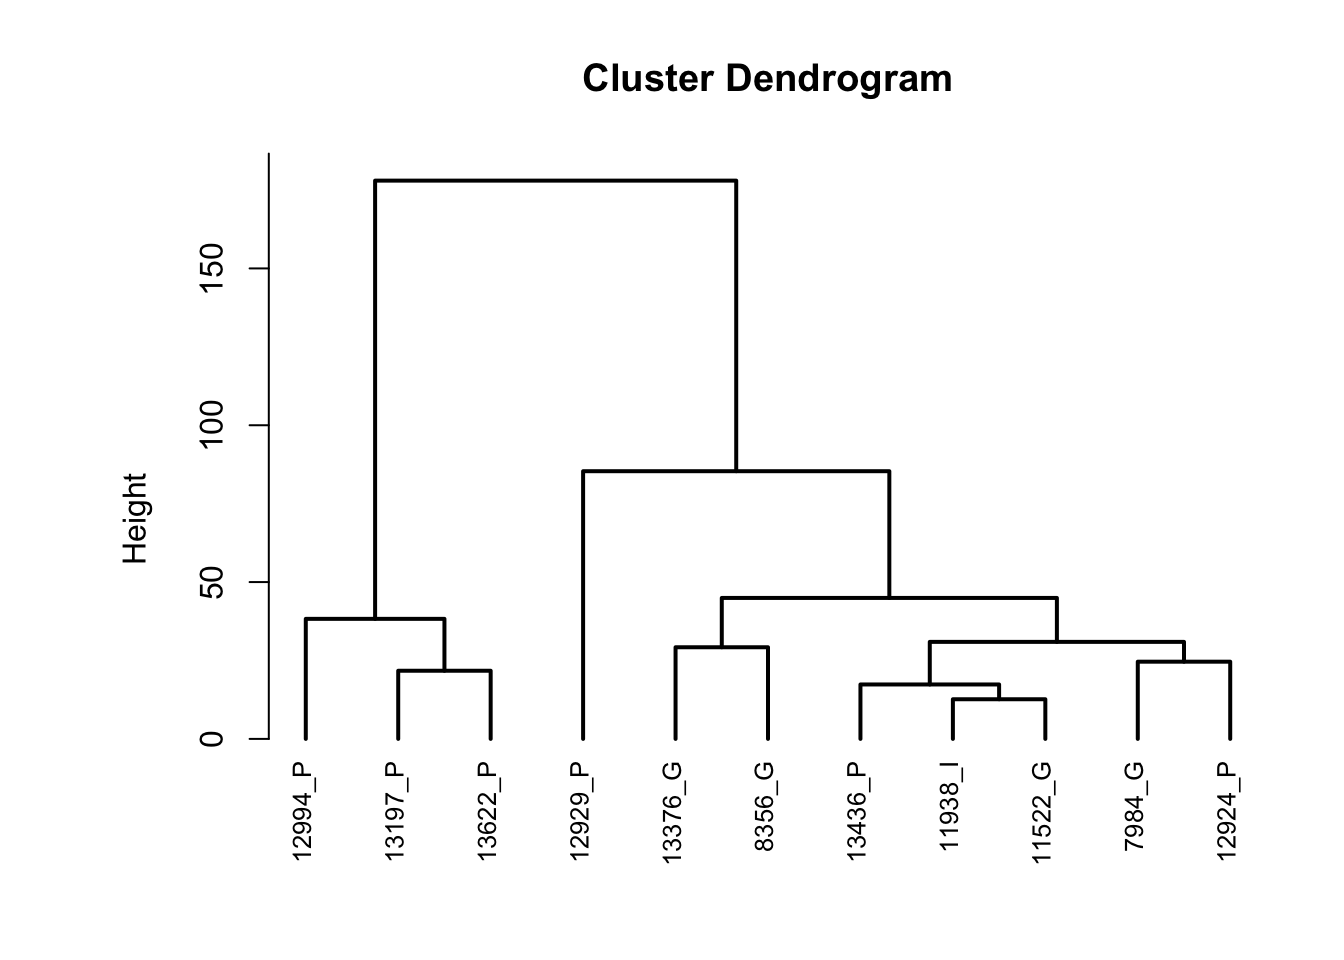 Cluster Dendrogram
Height
0
50
100
150
12994_P
13197_P
13622_P
12929_P
13376_G
8356_G
13436_P
11938_I
11522_G
7984_G
12924_P